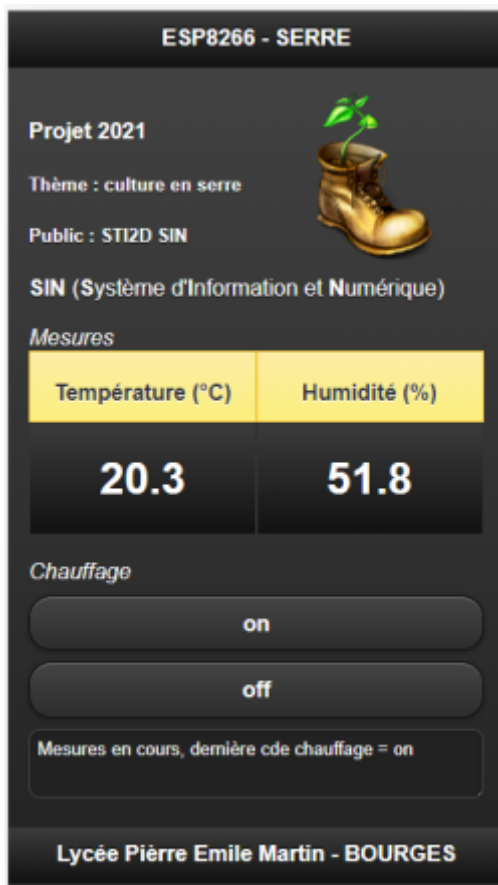 ESP8266 - SERRE
Projet 2021
Thème : culture en serre
Public : STI2D SIN
SIN (Système d'Information et Numérique)
Mesures
Température (°C) Humidité (%)
20.3 51.8
Chauffage
on
off
Mesures en cours, dernière cde chauffage = on
Lycée Pièrre Emile Martin - BOURGES